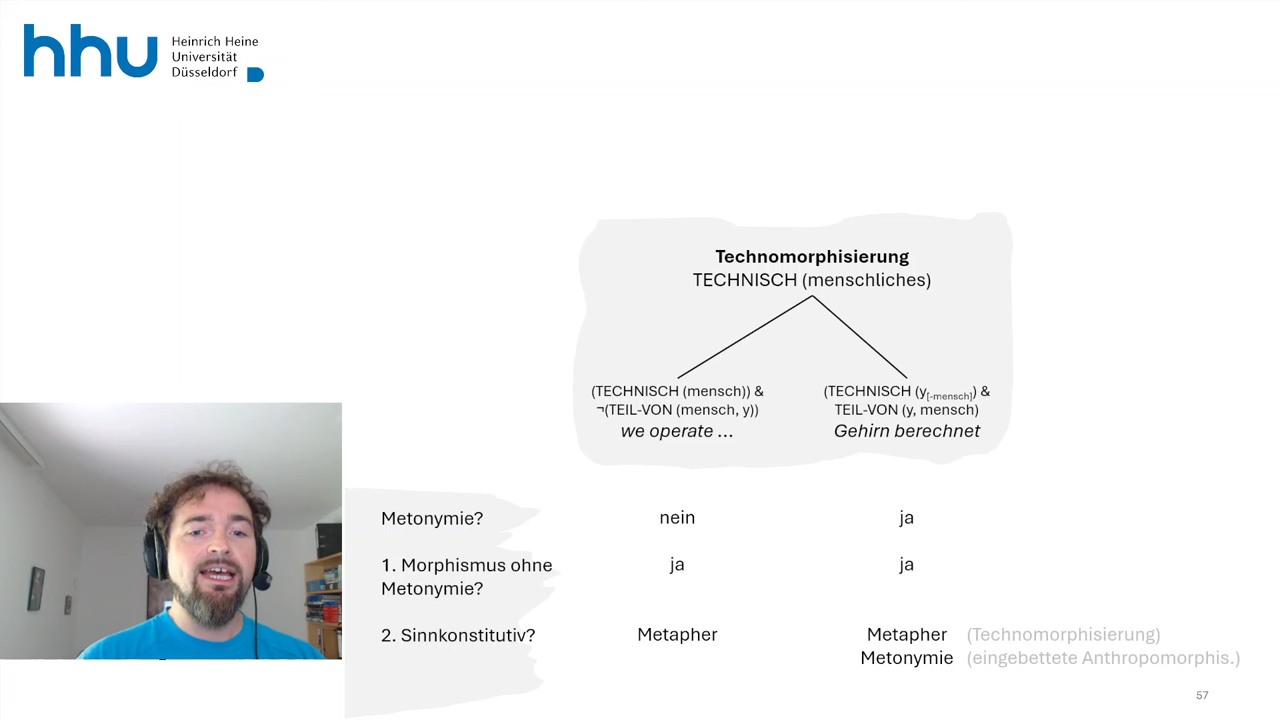 hhu
Heinrich Heine
Universität
Düsseldorf
Technomorphisierung
TECHNISCH (menschliches)
(TECHNISCH (mensch)) &
¬(TEIL-VON (mensch, y))
we operate ...
(TECHNISCH (y[-mensch]) &
TEIL-VON (y, mensch)
Gehirn berechnet
Metonymie? nein ja
1. Morphismus ohne ja ja
Metonymie?
2. Sinnkonstitutiv? Metapher Metapher (Technomorphisierung)
Metonymie (eingebettete Anthropomorphis.)
57